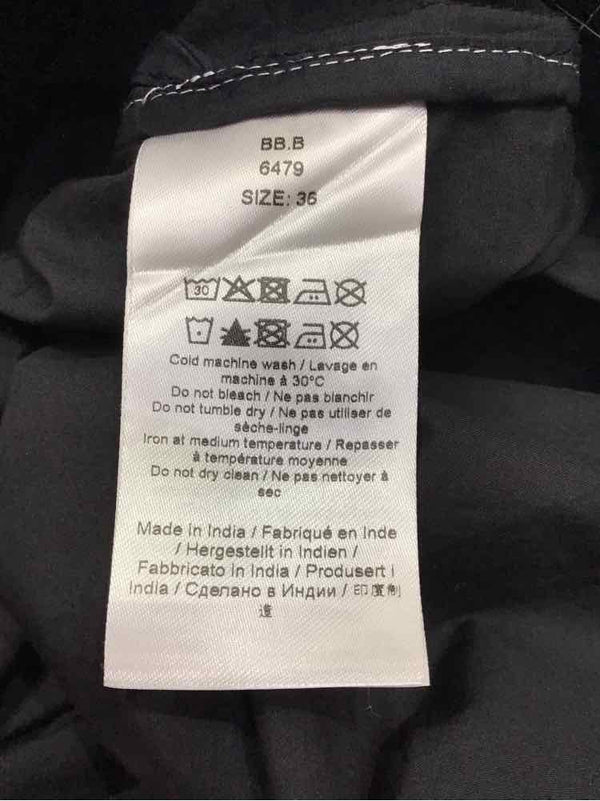 BB.B
6479
SIZE: 36
30
Cold machine wash / Lavage en
machine à 30°C
Do not bleach / Ne pas blanchir
Do not tumble dry / Ne pas utiliser de
sèche-linge
Iron at medium temperature / Repasser
à température moyenne
Do not dry clean / Ne pas nettoyer à
sec
Made in India / Fabriqué en Inde
/ Hergestellt in Indien /
Fabbricato in India / Produsert i
India / Сделано в Индии / 印度制
造